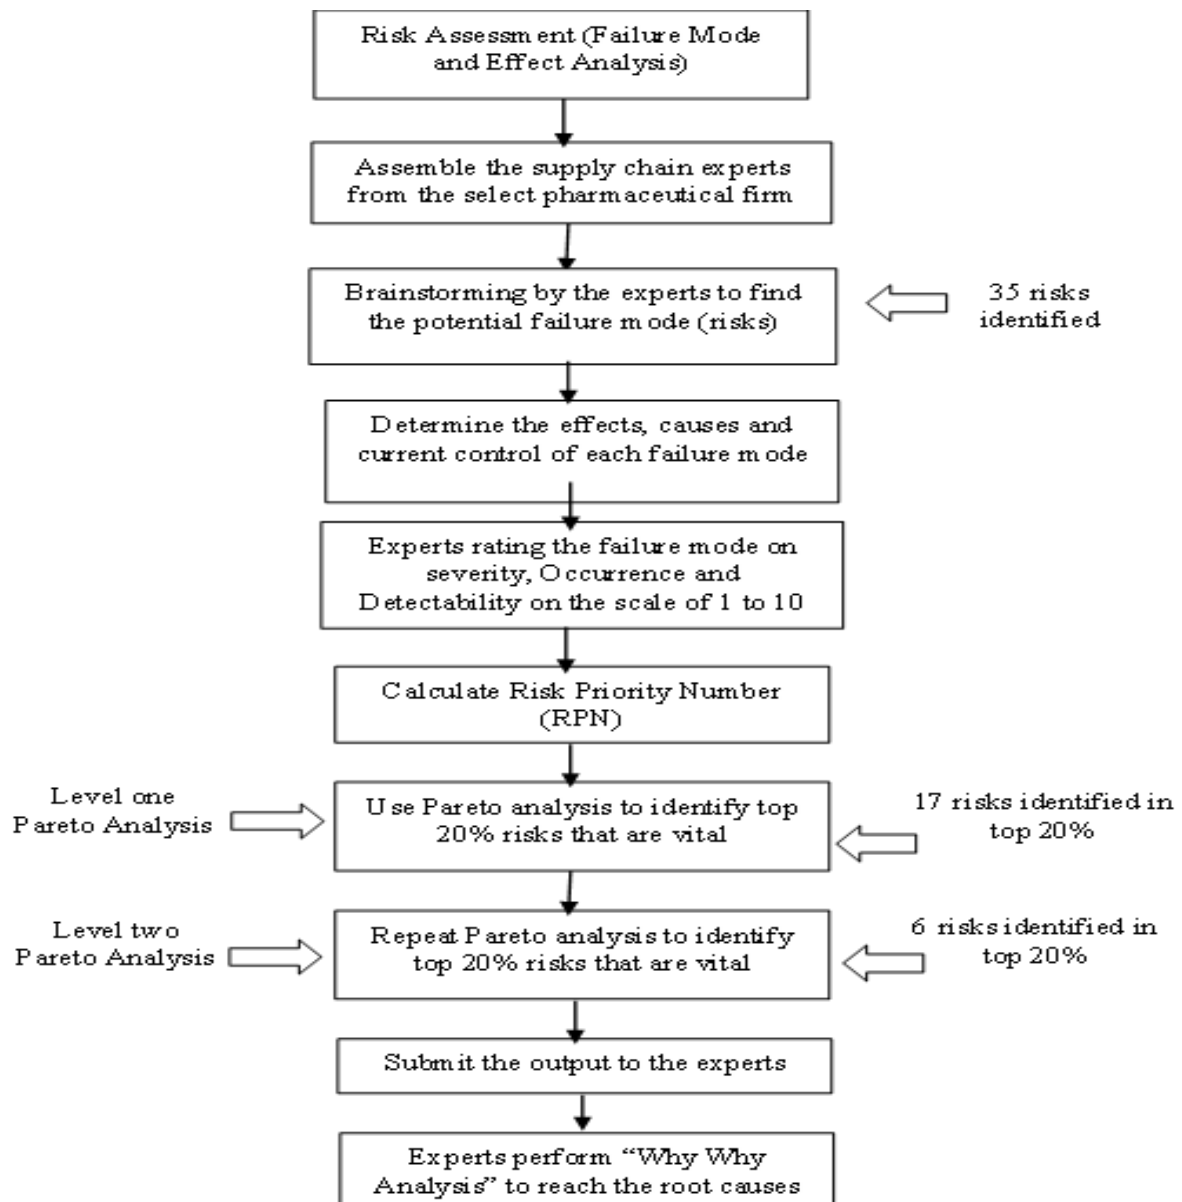 Risk Assessment (Failure Mode
and Effect Analysis)
Assemble the supply chain experts
from the select pharmaceutical firm
Brainstorming by the experts to find
the potential failure mode (risks)
35 risks
identified
Determine the effects, causes and
current control of each failure mode
Experts rating the failure mode on
severity, Occurrence and
Detectability on the scale of 1 to 10
Calculate Risk Priority Number
(RPN)
Level one
Pareto Analysis
Use Pareto analysis to identify top
20% risks that are vital
17 risks identified in
top 20%
Level two
Pareto Analysis
Repeat Pareto analysis to identify
top 20% risks that are vital
6 risks identified in
top 20%
Submit the output to the experts
Experts perform “Why Why
Analysis” to reach the root causes